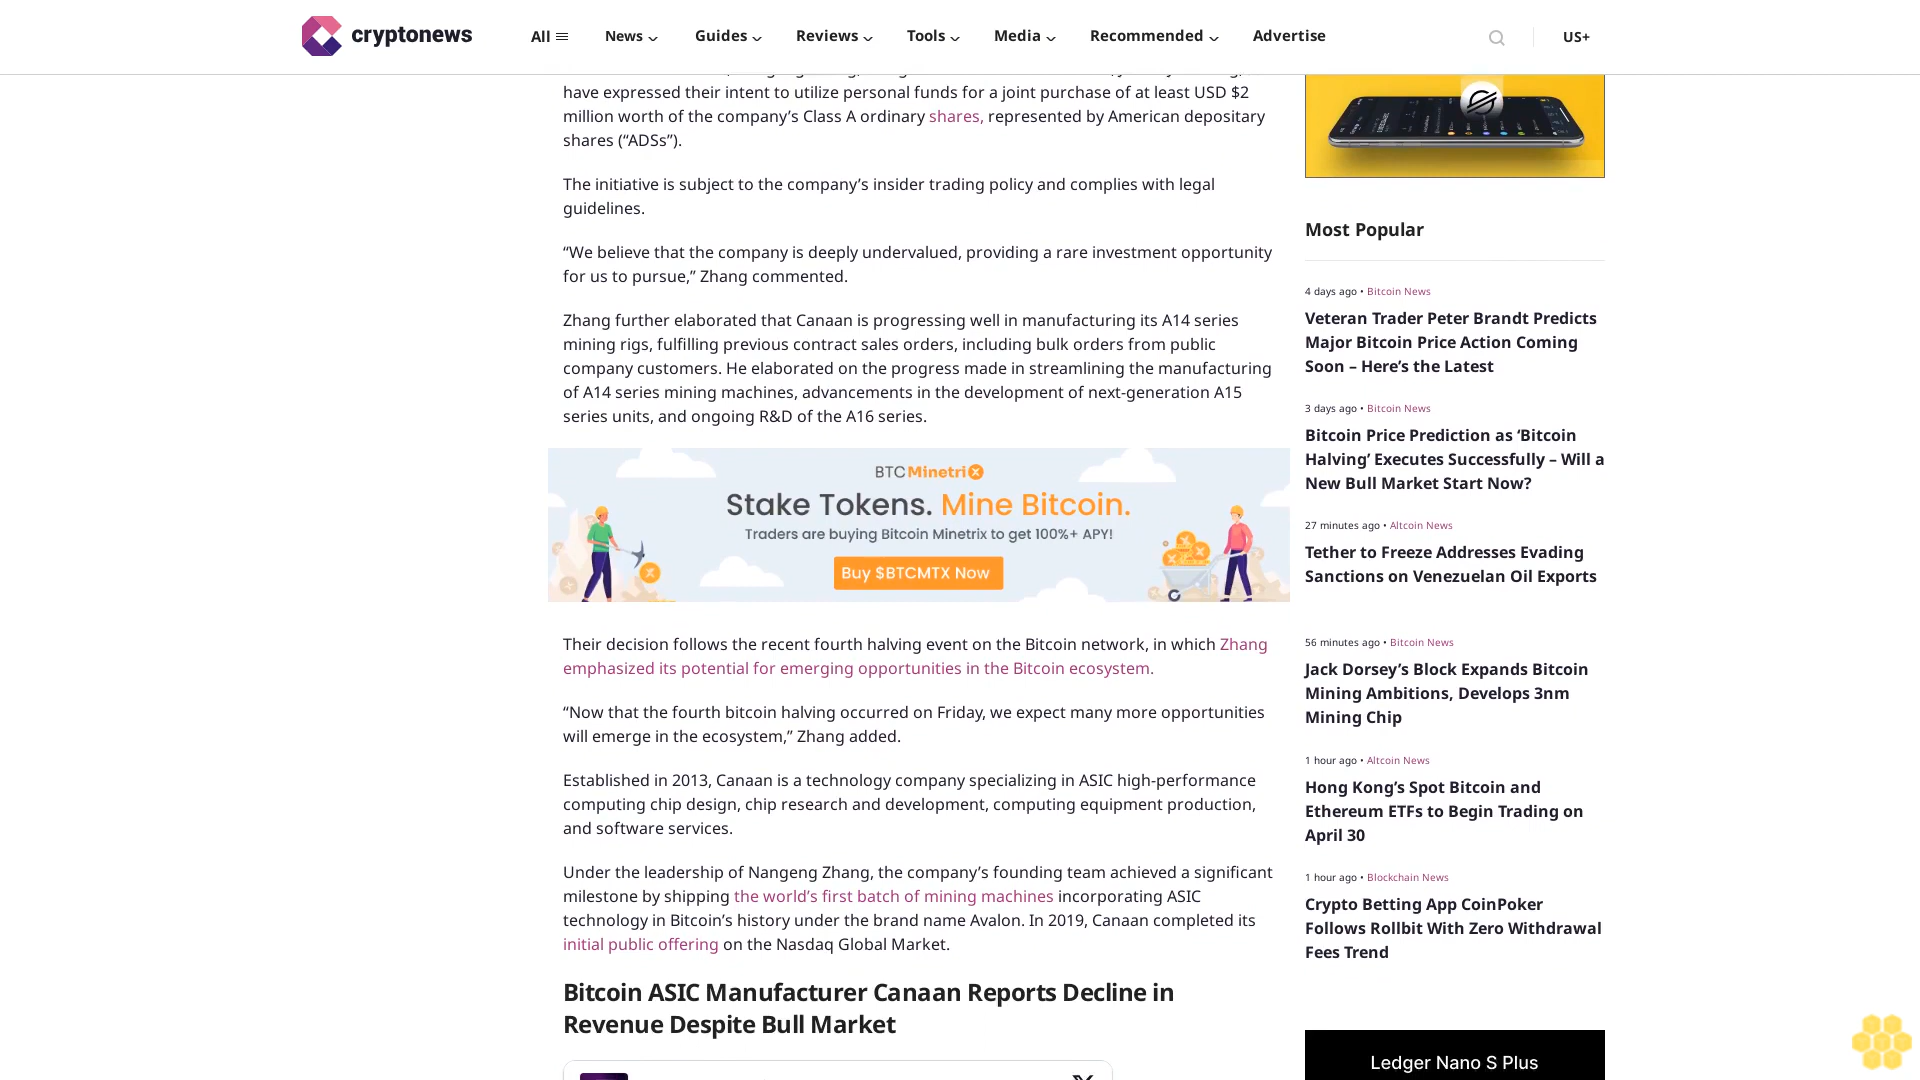 cryptonews
All
News
Guides
Reviews
Tools
Media
Recommended
Advertise
US+
have expressed their intent to utilize personal funds for a joint purchase of at least USD $2
million worth of the company’s Class A ordinary shares, represented by American depositary
shares (“ADSs”).
The initiative is subject to the company’s insider trading policy and complies with legal
guidelines.
“We believe that the company is deeply undervalued, providing a rare investment opportunity
for us to pursue,” Zhang commented.
Zhang further elaborated that Canaan is progressing well in manufacturing its A14 series
mining rigs, fulfilling previous contract sales orders, including bulk orders from public
company customers. He elaborated on the progress made in streamlining the manufacturing
of A14 series mining machines, advancements in the development of next-generation A15
series units, and ongoing R&D of the A16 series.
BTC Minetrix
Stake Tokens. Mine Bitcoin.
Traders are buying Bitcoin Minetrix to get 100%+ APY!
Buy $BTCMTX Now
Their decision follows the recent fourth halving event on the Bitcoin network, in which Zhang
emphasized its potential for emerging opportunities in the Bitcoin ecosystem.
“Now that the fourth bitcoin halving occurred on Friday, we expect many more opportunities
will emerge in the ecosystem,” Zhang added.
Established in 2013, Canaan is a technology company specializing in ASIC high-performance
computing chip design, chip research and development, computing equipment production,
and software services.
Under the leadership of Nangeng Zhang, the company’s founding team achieved a significant
milestone by shipping the world’s first batch of mining machines incorporating ASIC
technology in Bitcoin’s history under the brand name Avalon. In 2019, Canaan completed its
initial public offering on the Nasdaq Global Market.
Bitcoin ASIC Manufacturer Canaan Reports Decline in
Revenue Despite Bull Market
Most Popular
4 days ago • Bitcoin News
Veteran Trader Peter Brandt Predicts
Major Bitcoin Price Action Coming
Soon – Here’s the Latest
3 days ago • Bitcoin News
Bitcoin Price Prediction as ‘Bitcoin
Halving’ Executes Successfully – Will a
New Bull Market Start Now?
27 minutes ago • Altcoin News
Tether to Freeze Addresses Evading
Sanctions on Venezuelan Oil Exports
56 minutes ago • Bitcoin News
Jack Dorsey’s Block Expands Bitcoin
Mining Ambitions, Develops 3nm
Mining Chip
1 hour ago • Altcoin News
Hong Kong’s Spot Bitcoin and
Ethereum ETFs to Begin Trading on
April 30
1 hour ago • Blockchain News
Crypto Betting App CoinPoker
Follows Rollbit With Zero Withdrawal
Fees Trend
Ledger Nano S Plus